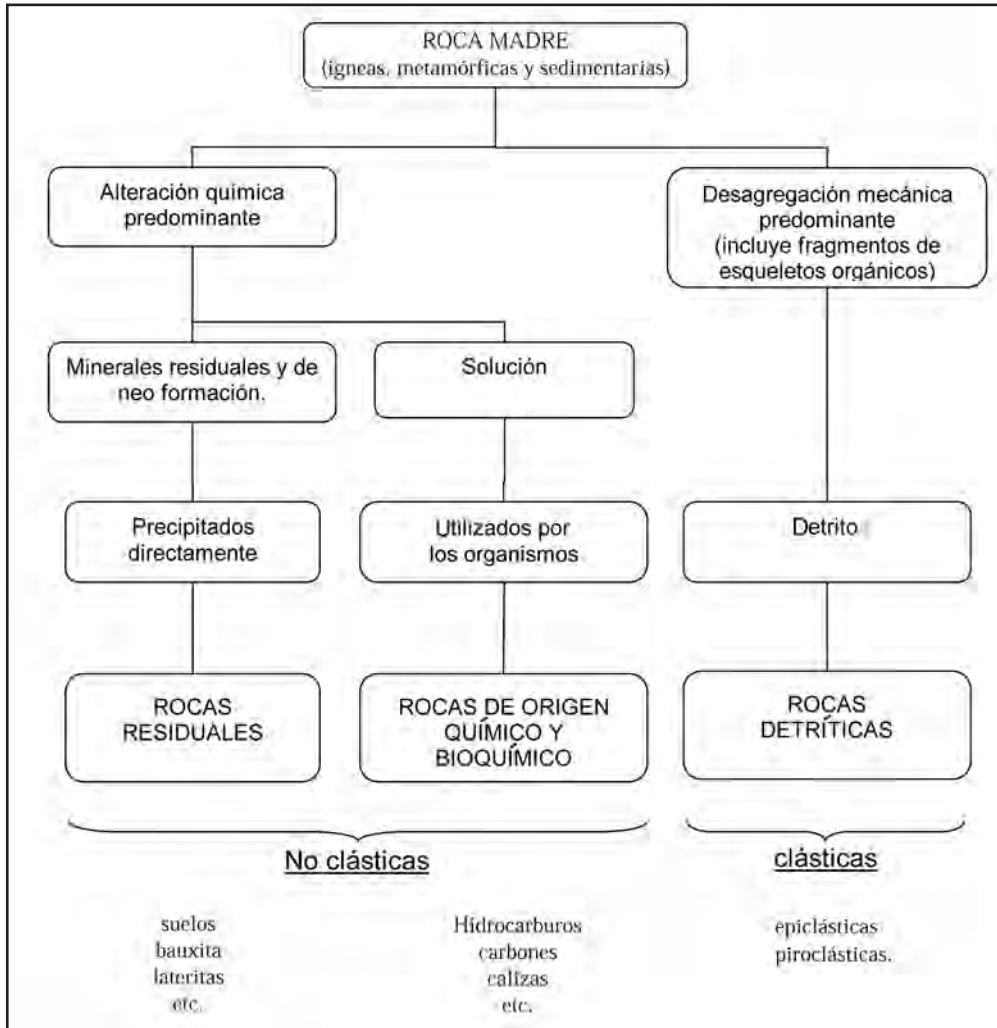 ROCA MADRE
(ígneas, metamórficas y sedimentarias)
Alteración química
predominante
Desagregación mecánica
predominante
(incluye fragmentos de
esqueletos orgánicos)
Minerales residuales y de
neo formación.
Solución
Precipitados
directamente
Utilizados por
los organismos
Detrito
ROCAS
RESIDUALES
ROCAS DE ORIGEN
QUÍMICO Y
BIOQUÍMICO
ROCAS
DETRÍTICAS
No clásticas
clásticas
suelos
bauxita
lateritas
etc.
Hidrocarburos
carbones
calizas
etc.
epiclásticas
piroclásticas.